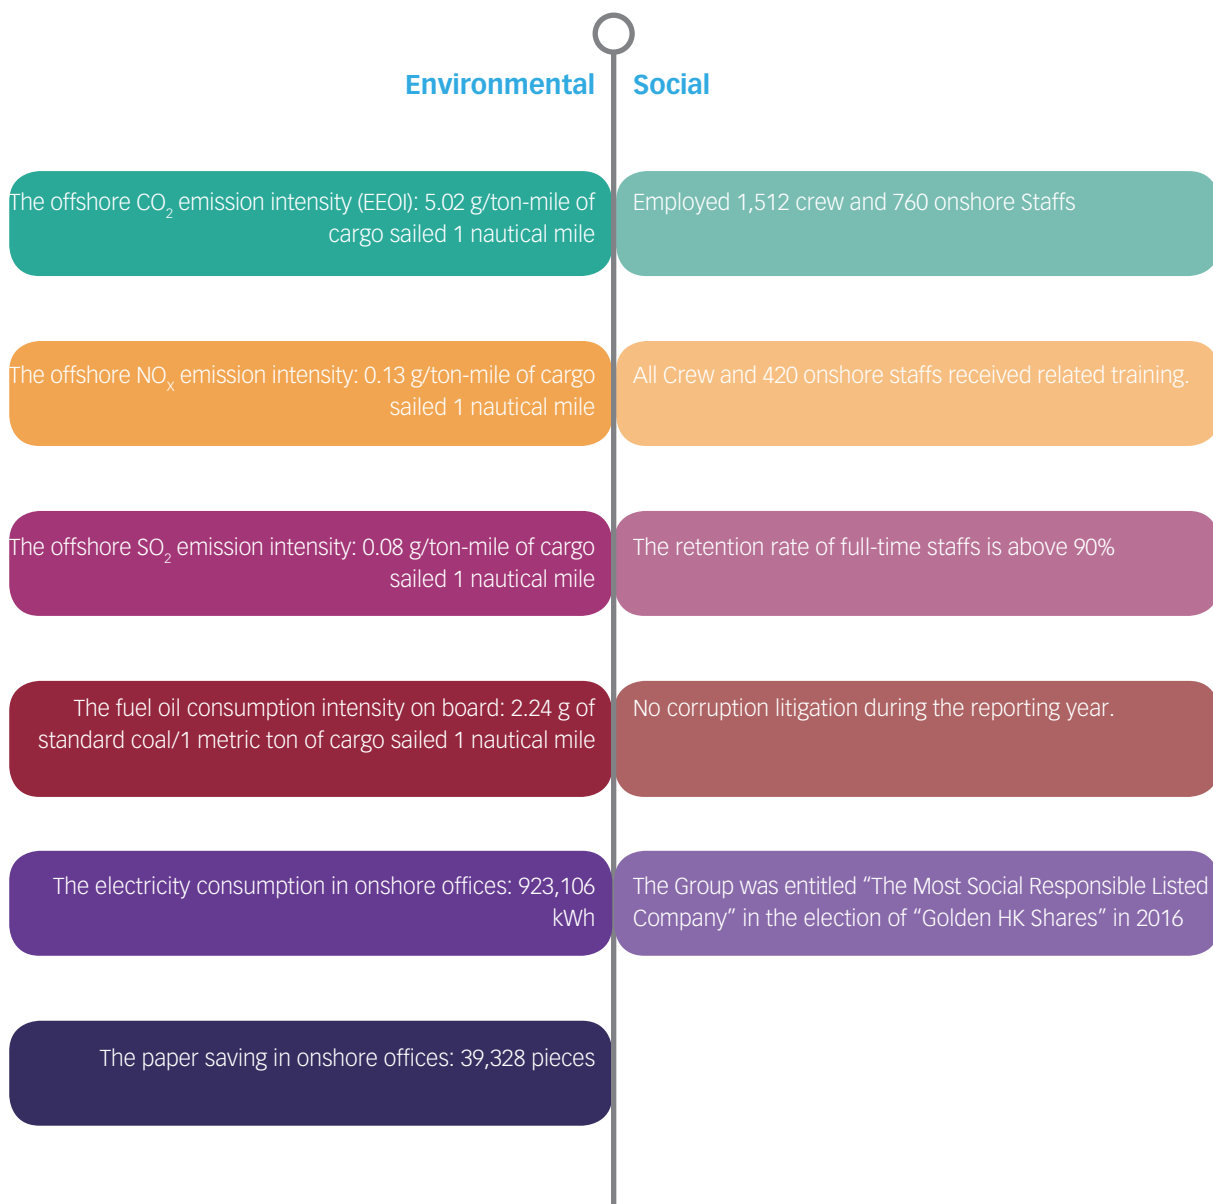 Environmental
Social
The offshore CO₂ emission intensity (EEOI): 5.02 g/ton-mile of
cargo sailed 1 nautical mile
Employed 1,512 crew and 760 onshore Staffs
The offshore NOₓ emission intensity: 0.13 g/ton-mile of cargo
sailed 1 nautical mile
All Crew and 420 onshore staffs received related training.
The offshore SO₂ emission intensity: 0.08 g/ton-mile of cargo
sailed 1 nautical mile
The retention rate of full-time staffs is above 90%
The fuel oil consumption intensity on board: 2.24 g of
standard coal/1 metric ton of cargo sailed 1 nautical mile
No corruption litigation during the reporting year.
The electricity consumption in onshore offices: 923,106
kWh
The Group was entitled “The Most Social Responsible Listed
Company” in the election of “Golden HK Shares” in 2016
The paper saving in onshore offices: 39,328 pieces